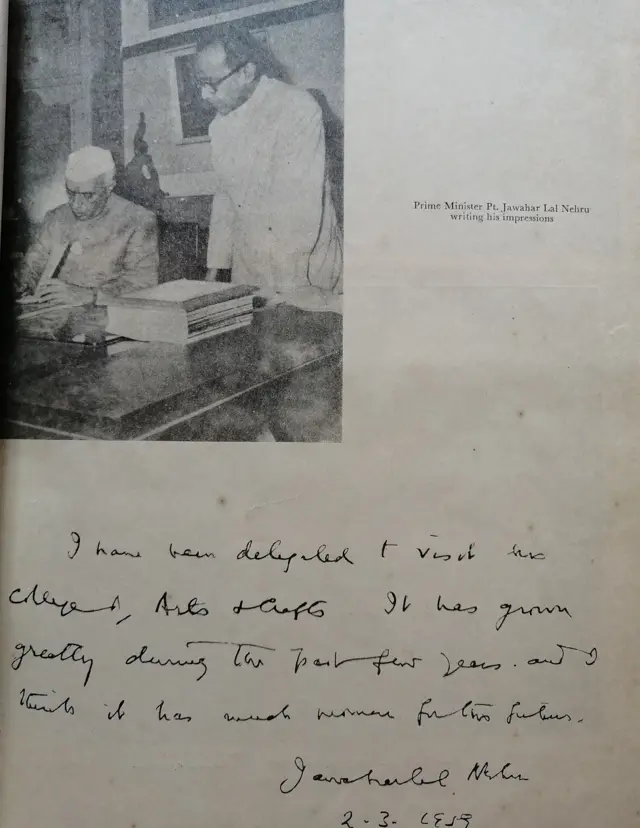 Prime Minister Pt. Jawahar Lal Nehru
writing his impressions
I have been delighted to visit this
College of Arts & Crafts It has grown
greatly during the past few years. and I
think it has much promise for the future.
Jawaharlal Nehru
2-3-1959